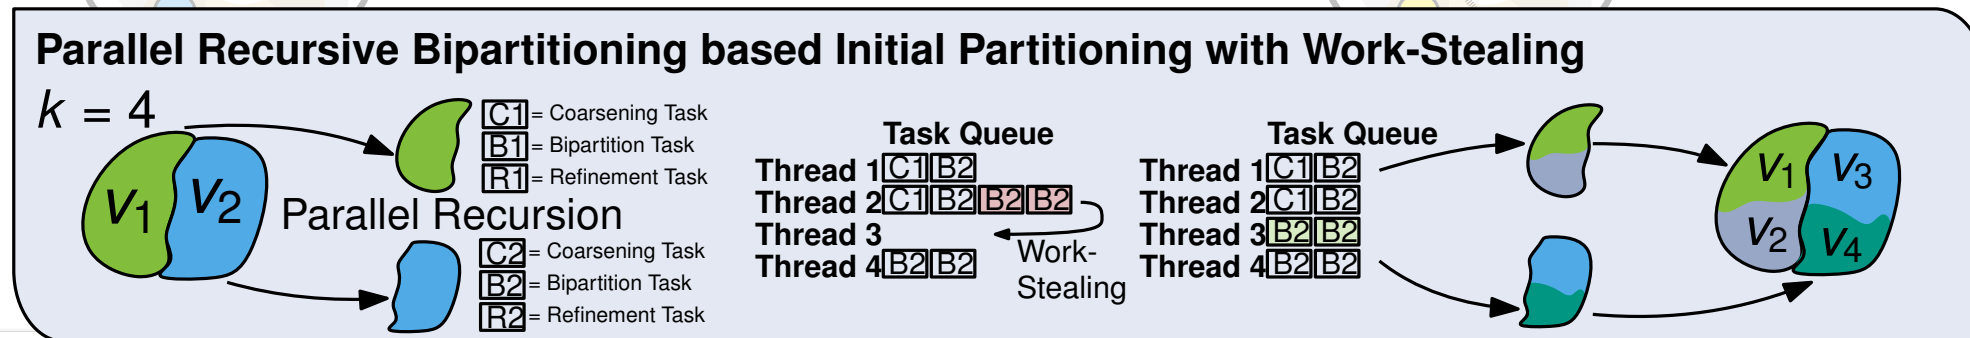 Parallel Recursive Bipartitioning based Initial Partitioning with Work-Stealing
k = 4
V1
V2
C1 = Coarsening Task
B1 = Bipartition Task
R1 = Refinement Task
Parallel Recursion
C2 = Coarsening Task
B2 = Bipartition Task
R2 = Refinement Task
Task Queue
Thread 1 C1 B2
Thread 2 C1 B2 B2 B2
Thread 3
Thread 4 B2 B2
Work-
Stealing
Task Queue
Thread 1 C1 B2
Thread 2 C1 B2
Thread 3 B2 B2
Thread 4 B2 B2
V1
V3
V2
V4